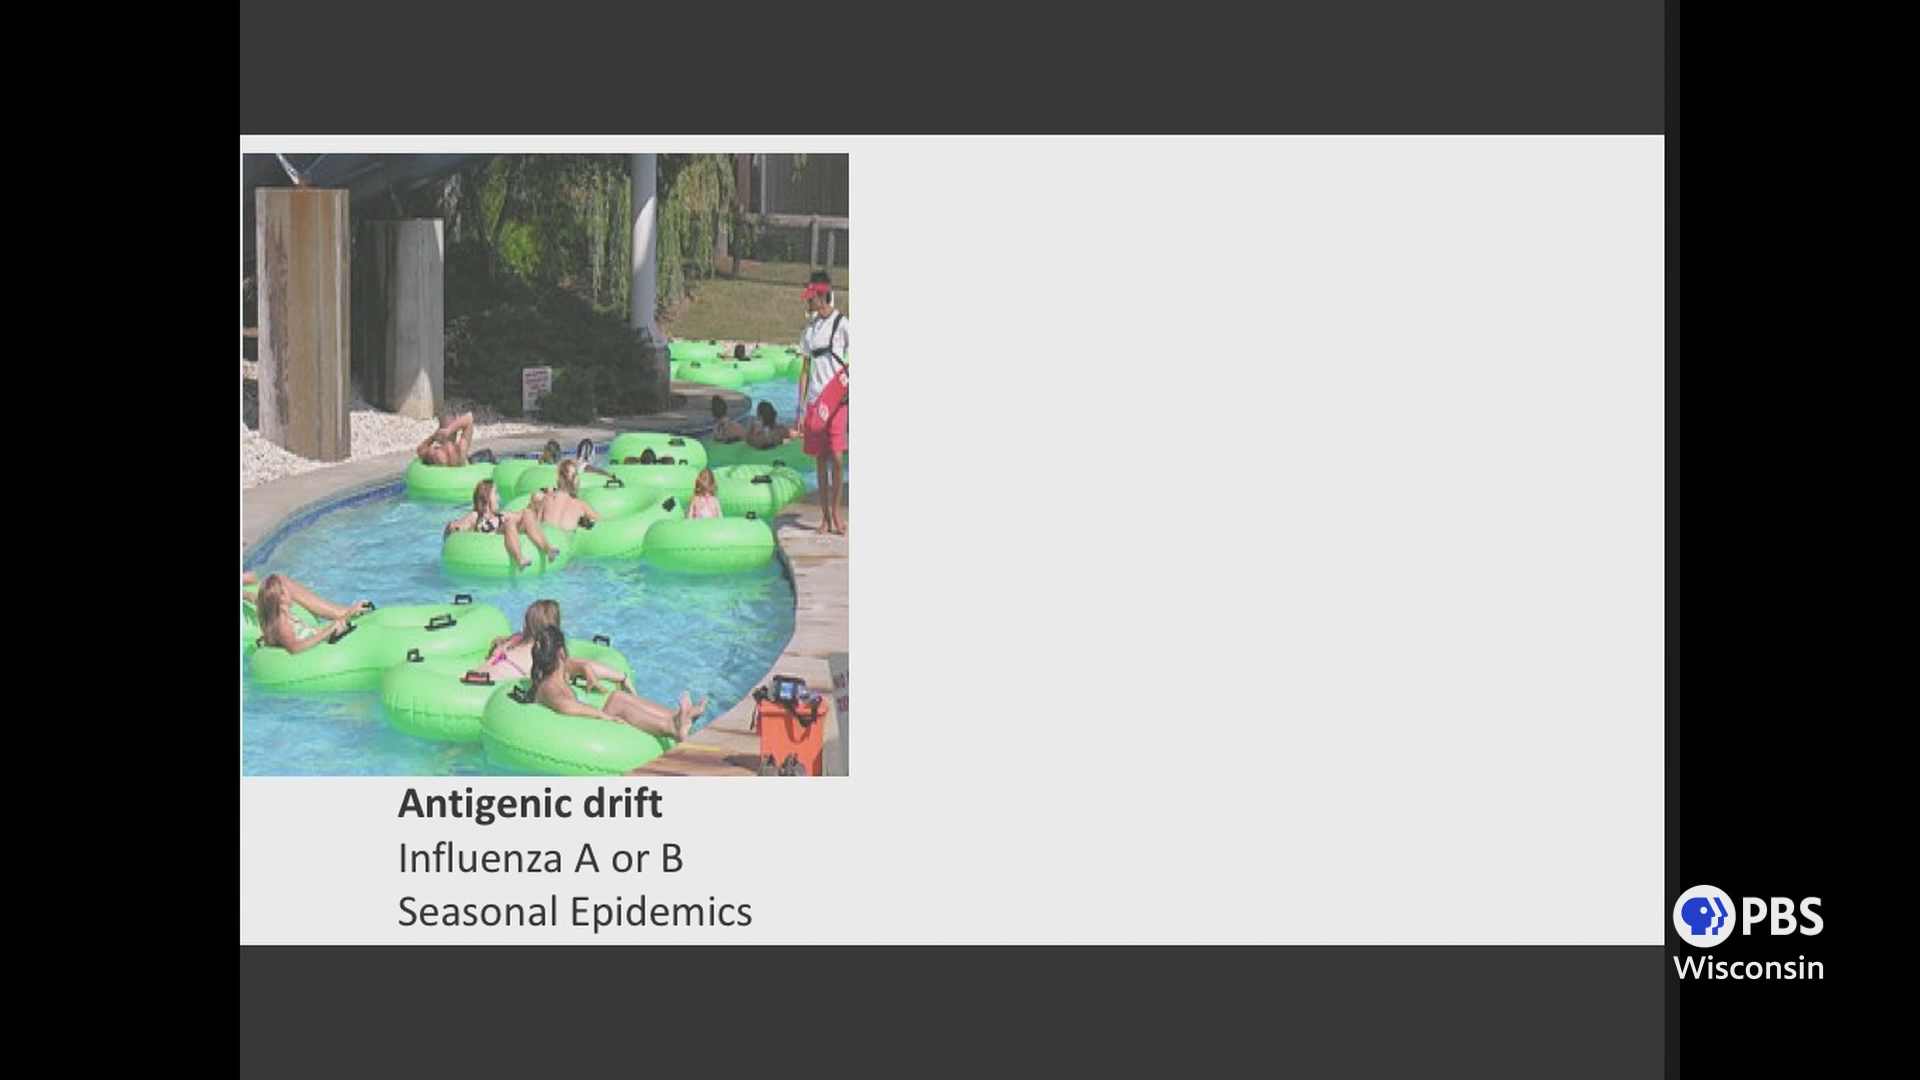 Antigenic drift
Influenza A or B
Seasonal Epidemics
PBS
Wisconsin